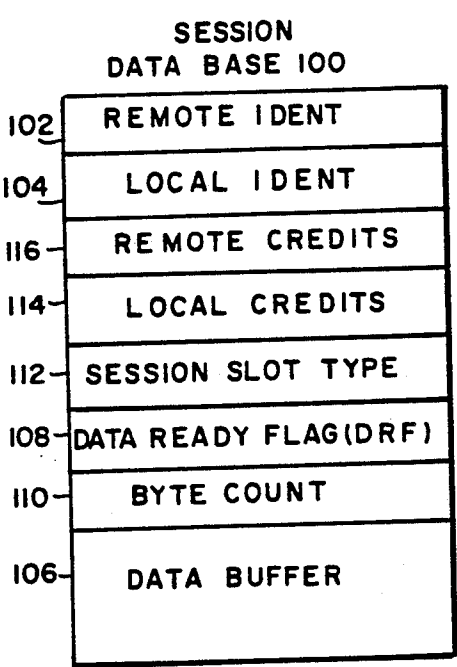 SESSION
DATA BASE 100
102 REMOTE IDENT
104 LOCAL IDENT
116 REMOTE CREDITS
114 LOCAL CREDITS
112 SESSION SLOT TYPE
108 DATA READY FLAG(DRF)
110 BYTE COUNT
106 DATA BUFFER